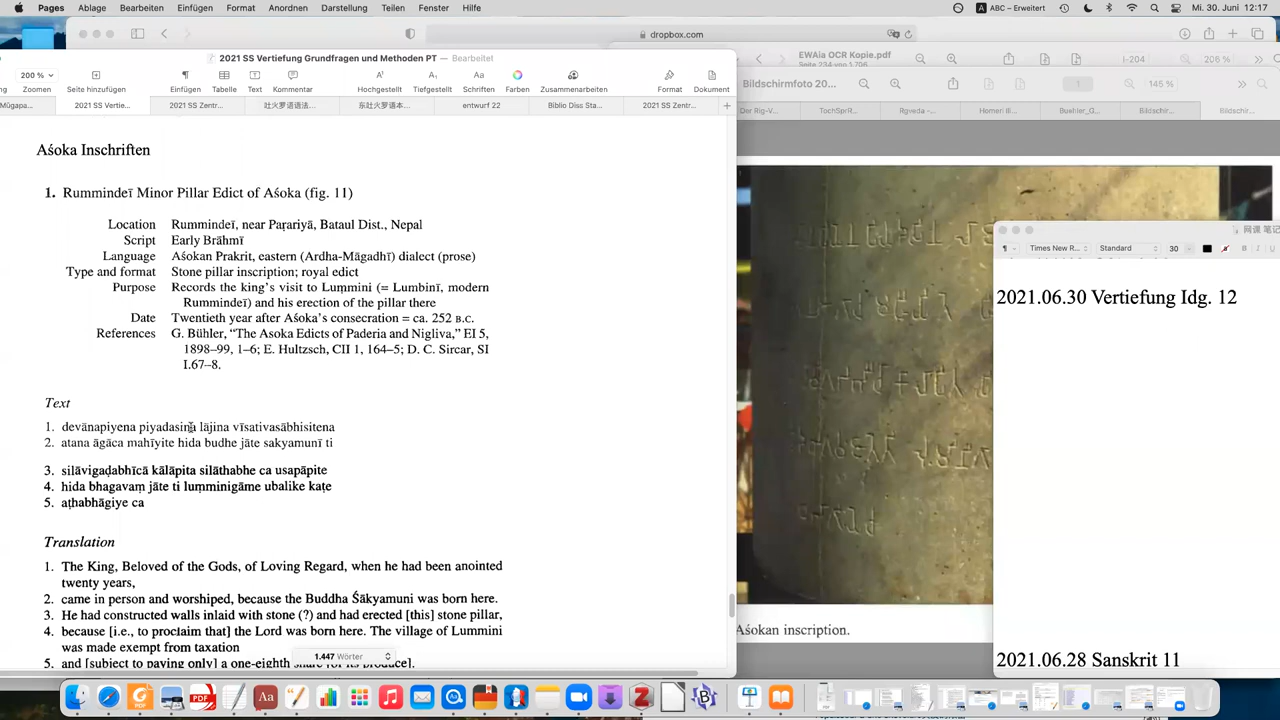 Pages Ablage Bearbeiten Einfügen Format Anordnen Darstellung Teilen Fenster Hilfe
ABC – Erweitert
Mi. 30. Juni 12:17
dropbox.com
2021 SS Vertiefung Grundfragen und Methoden PT — Bearbeitet
200 %
Zoomen Seite hinzufügen Einfügen Tabelle Text Kommentar Hochgestellt Tiefgestellt Schriften Farben Zusammenarbeiten Format Dokument
Mūgapa... 2021 SS Vertie... 2021 SS Zentr... 吐火罗语语法... 东吐火罗语本... entwurf 22 Biblio Diss Sta... 2021 SS Zentr...
EWAia OCR Kopie.pdf
I-204
206 %
Bildschirmfoto 20...
1
145 %
Der Rig-V... TochSprR... Rgveda -... Homeri Ili... Buehler_G... Bildschir... Bildschir...
Aśoka Inschriften
1. Rummindeī Minor Pillar Edict of Aśoka (fig. 11)
Location Rummindeī, near Paṛariyā, Bataul Dist., Nepal
Script Early Brāhmī
Language Aśokan Prakrit, eastern (Ardha-Māgadhī) dialect (prose)
Type and format Stone pillar inscription; royal edict
Purpose Records the king's visit to Luṃmini (= Lumbinī, modern
Rummindeī) and his erection of the pillar there
Date Twentieth year after Aśoka's consecration = ca. 252 B.C.
References G. Bühler, “The Asoka Edicts of Paderia and Nigliva,” EI 5,
1898–99, 1–6; E. Hultzsch, CII 1, 164–5; D. C. Sircar, SI
I.67–8.
Text
1. devānapiyena piyadasina lājina vīsativasābhisitena
2. atana āgāca mahīyite hida budhe jāte sakyamunī ti
3. silāvigaḍabhīcā kālāpita silāthabhe ca usapāpite
4. hida bhagavaṃ jāte ti luṃminigāme ubalike kaṭe
5. aṭhabhāgiye ca
Translation
1. The King, Beloved of the Gods, of Loving Regard, when he had been anointed
twenty years,
2. came in person and worshiped, because the Buddha Śākyamuni was born here.
3. He had constructed walls inlaid with stone (?) and had erected [this] stone pillar,
4. because [i.e., to proclaim that] the Lord was born here. The village of Lummini
was made exempt from taxation
5. and [subject to paying only] a one-eighth share of its produce].
1.447 Wörter
Aśokan inscription.
网课 笔记
Times New R... Standard 30
2021.06.30 Vertiefung Idg. 12
2021.06.28 Sanskrit 11